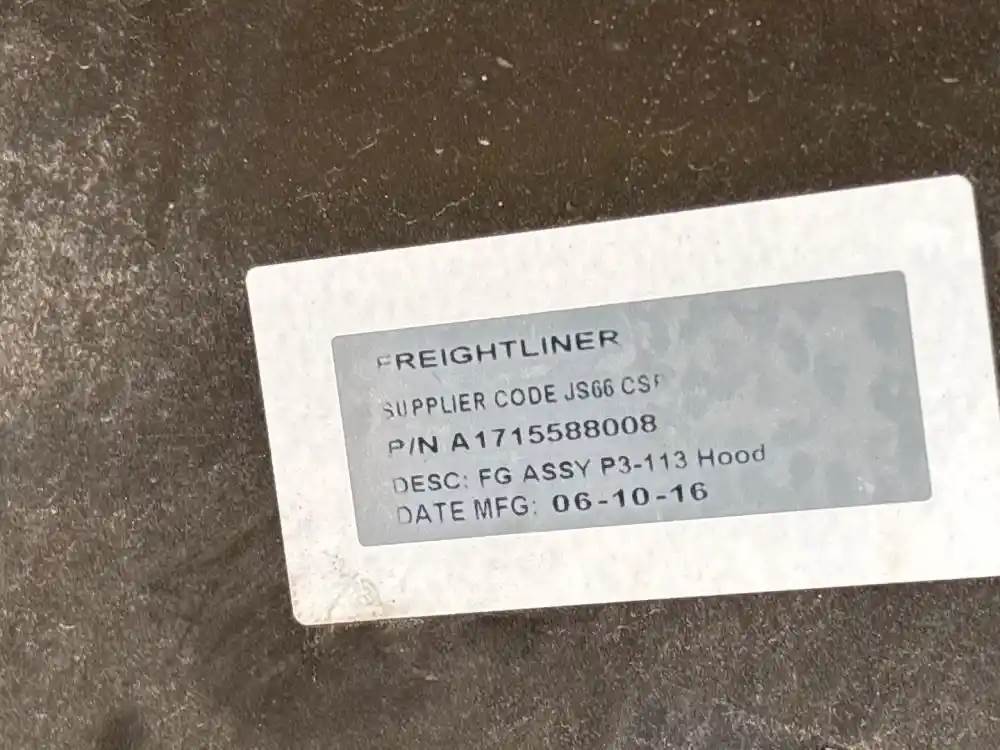 FREIGHTLINER
SUPPLIER CODE JS66 CSP
P/N A1715588008
DESC: FG ASSY P3-113 Hood
DATE MFG: 06-10-16